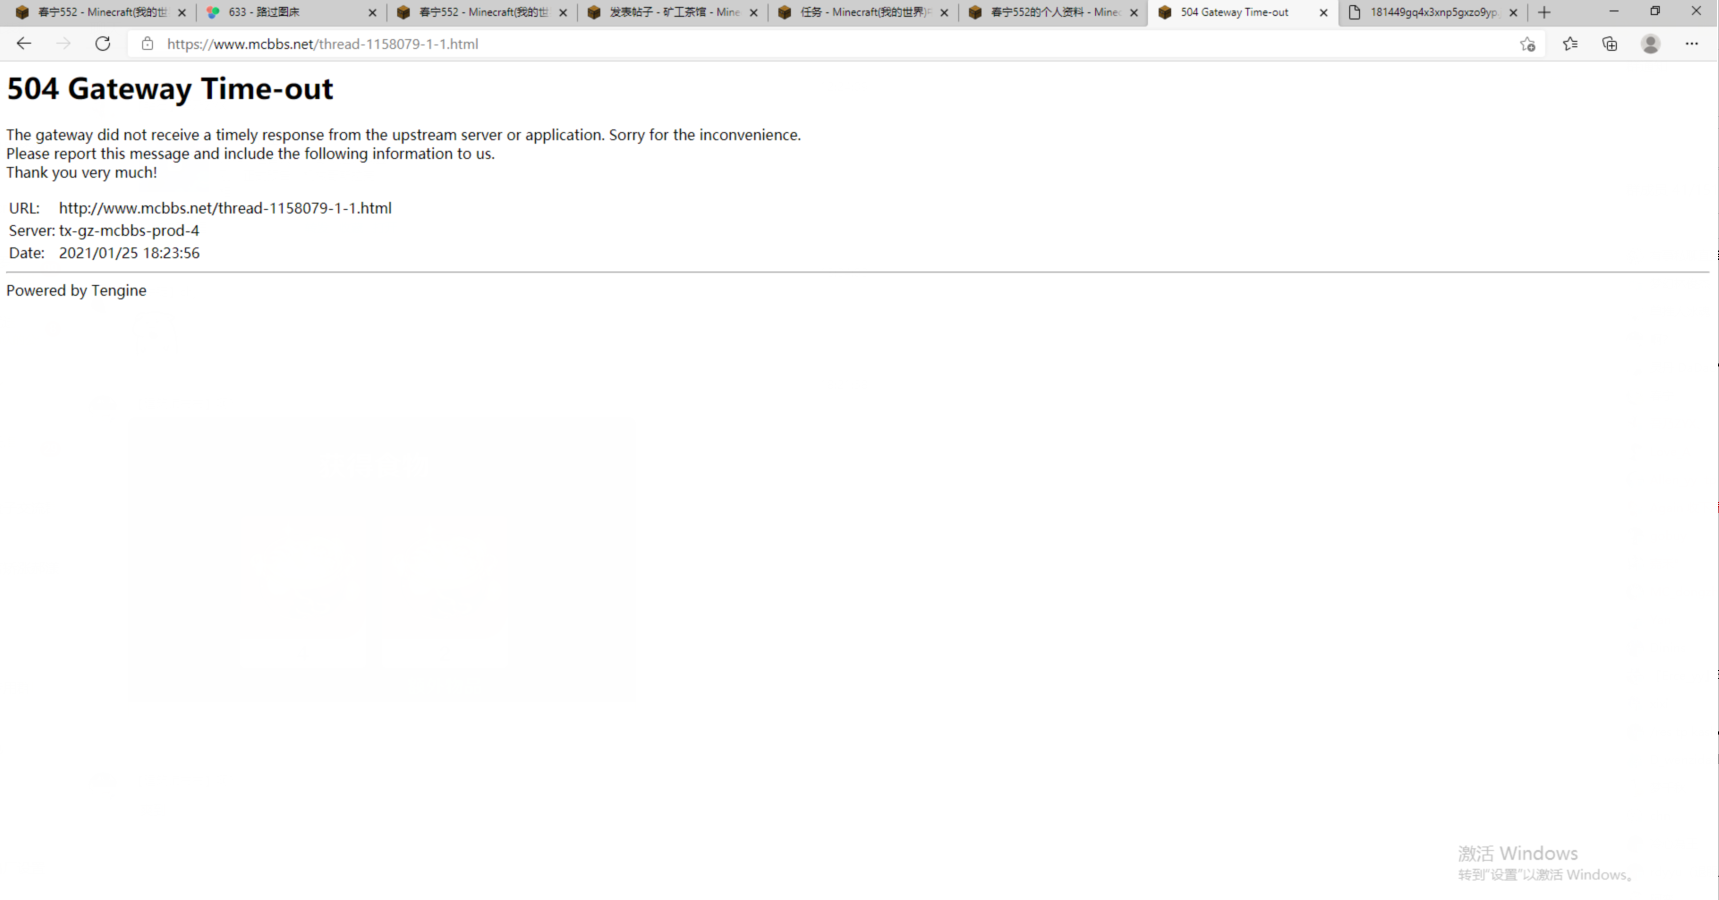 春宁552 - Minecraft(我的世
633 - 路过图床
春宁552 - Minecraft(我的世
发表帖子 - 矿工茶馆 - Mine
任务 - Minecraft(我的世界)
春宁552的个人资料 - Minec
504 Gateway Time-out
181449gq4x3xnp5gxzo9yp
https://www.mcbbs.net/thread-1158079-1-1.html
504 Gateway Time-out
The gateway did not receive a timely response from the upstream server or application. Sorry for the inconvenience.
Please report this message and include the following information to us.
Thank you very much!
URL: http://www.mcbbs.net/thread-1158079-1-1.html
Server: tx-gz-mcbbs-prod-4
Date: 2021/01/25 18:23:56
Powered by Tengine
激活 Windows
转到"设置"以激活 Windows。